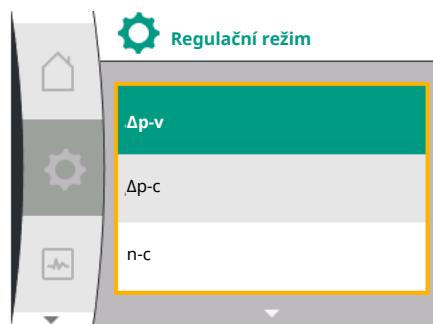 Regulační režim
Δp-v
Δp-c
n-c